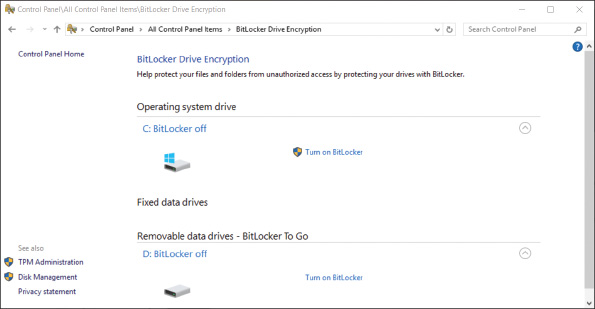 Control Panel\All Control Panel Items\BitLocker Drive Encryption
Control Panel > All Control Panel Items > BitLocker Drive Encryption
Search Control Panel
Control Panel Home
BitLocker Drive Encryption
Help protect your files and folders from unauthorized access by protecting your drives with BitLocker.
Operating system drive
C: BitLocker off
Turn on BitLocker
Fixed data drives
Removable data drives - BitLocker To Go
D: BitLocker off
Turn on BitLocker
See also
TPM Administration
Disk Management
Privacy statement